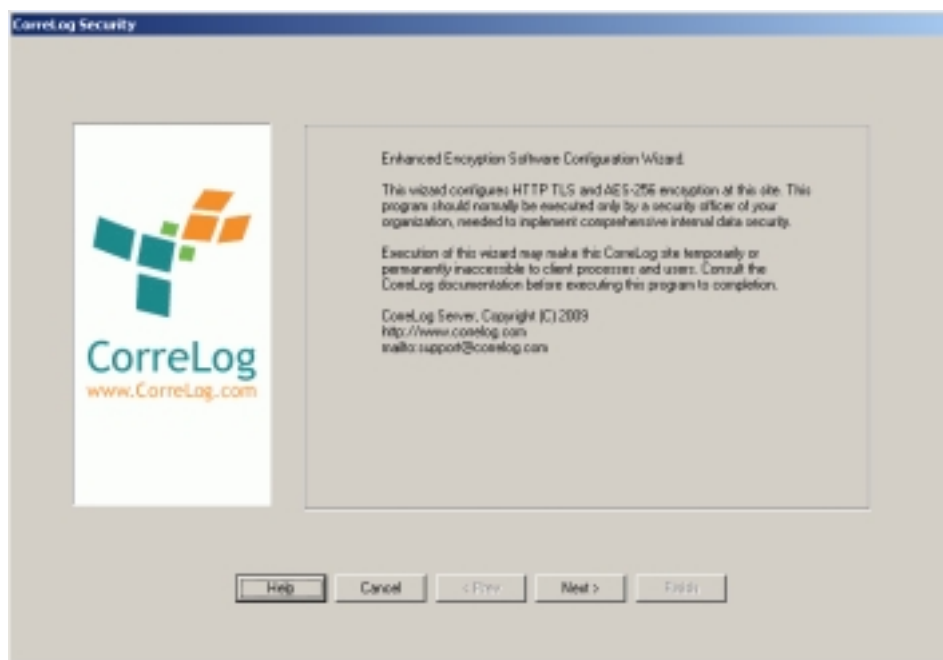 CorreLog Security
Enhanced Encryption Software Configuration Wizard.
This wizard configures HTTP TLS and AES-256 encryption at this site. This
program should normally be executed only by a security officer of your
organization, needed to implement comprehensive internal data security.
Execution of this wizard may make this CorreLog site temporarily or
permanently inaccessible to client processes and users. Consult the
CorreLog documentation before executing this program to completion.
CorreLog Server, Copyright (C) 2009
http://www.correlog.com
mailto:support@correlog.com
CorreLog
www.CorreLog.com
Help Cancel < Prev Next >